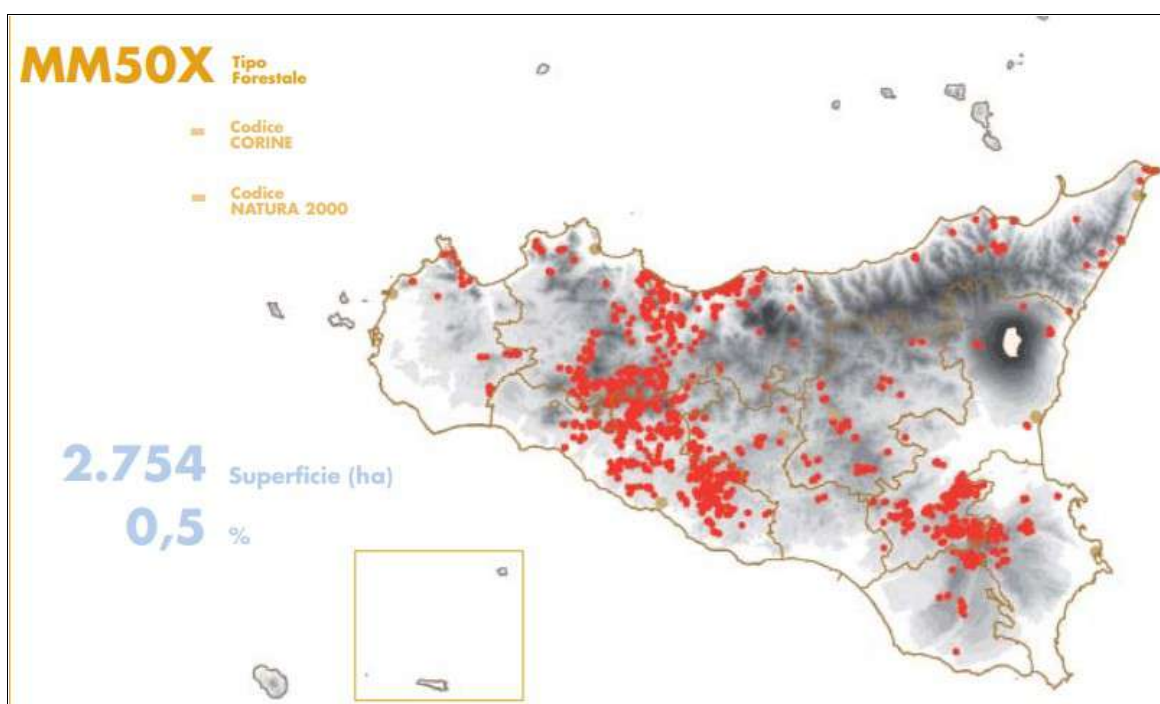 MM50X Tipo
Forestale
- Codice
CORINE
- Codice
NATURA 2000
2.754 Superficie (ha)
0,5 %